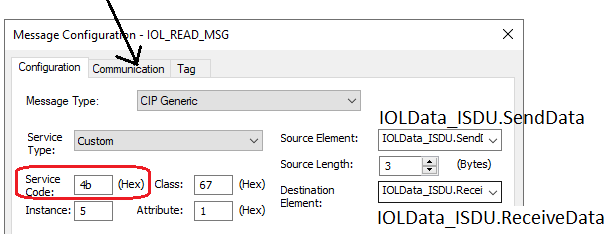 Message Configuration - IOL_READ_MSG
Configuration Communication Tag
Message Type: CIP Generic
IOLData_ISDU.SendData
Service Type: Custom Source Element: IOLData_ISDU.Send
Source Length: 3 (Bytes)
Service Code: 4b (Hex) Class: 67 (Hex) Destination Element: IOLData_ISDU.Recei
Instance: 5 Attribute: 1 (Hex)
IOLData_ISDU.ReceiveData